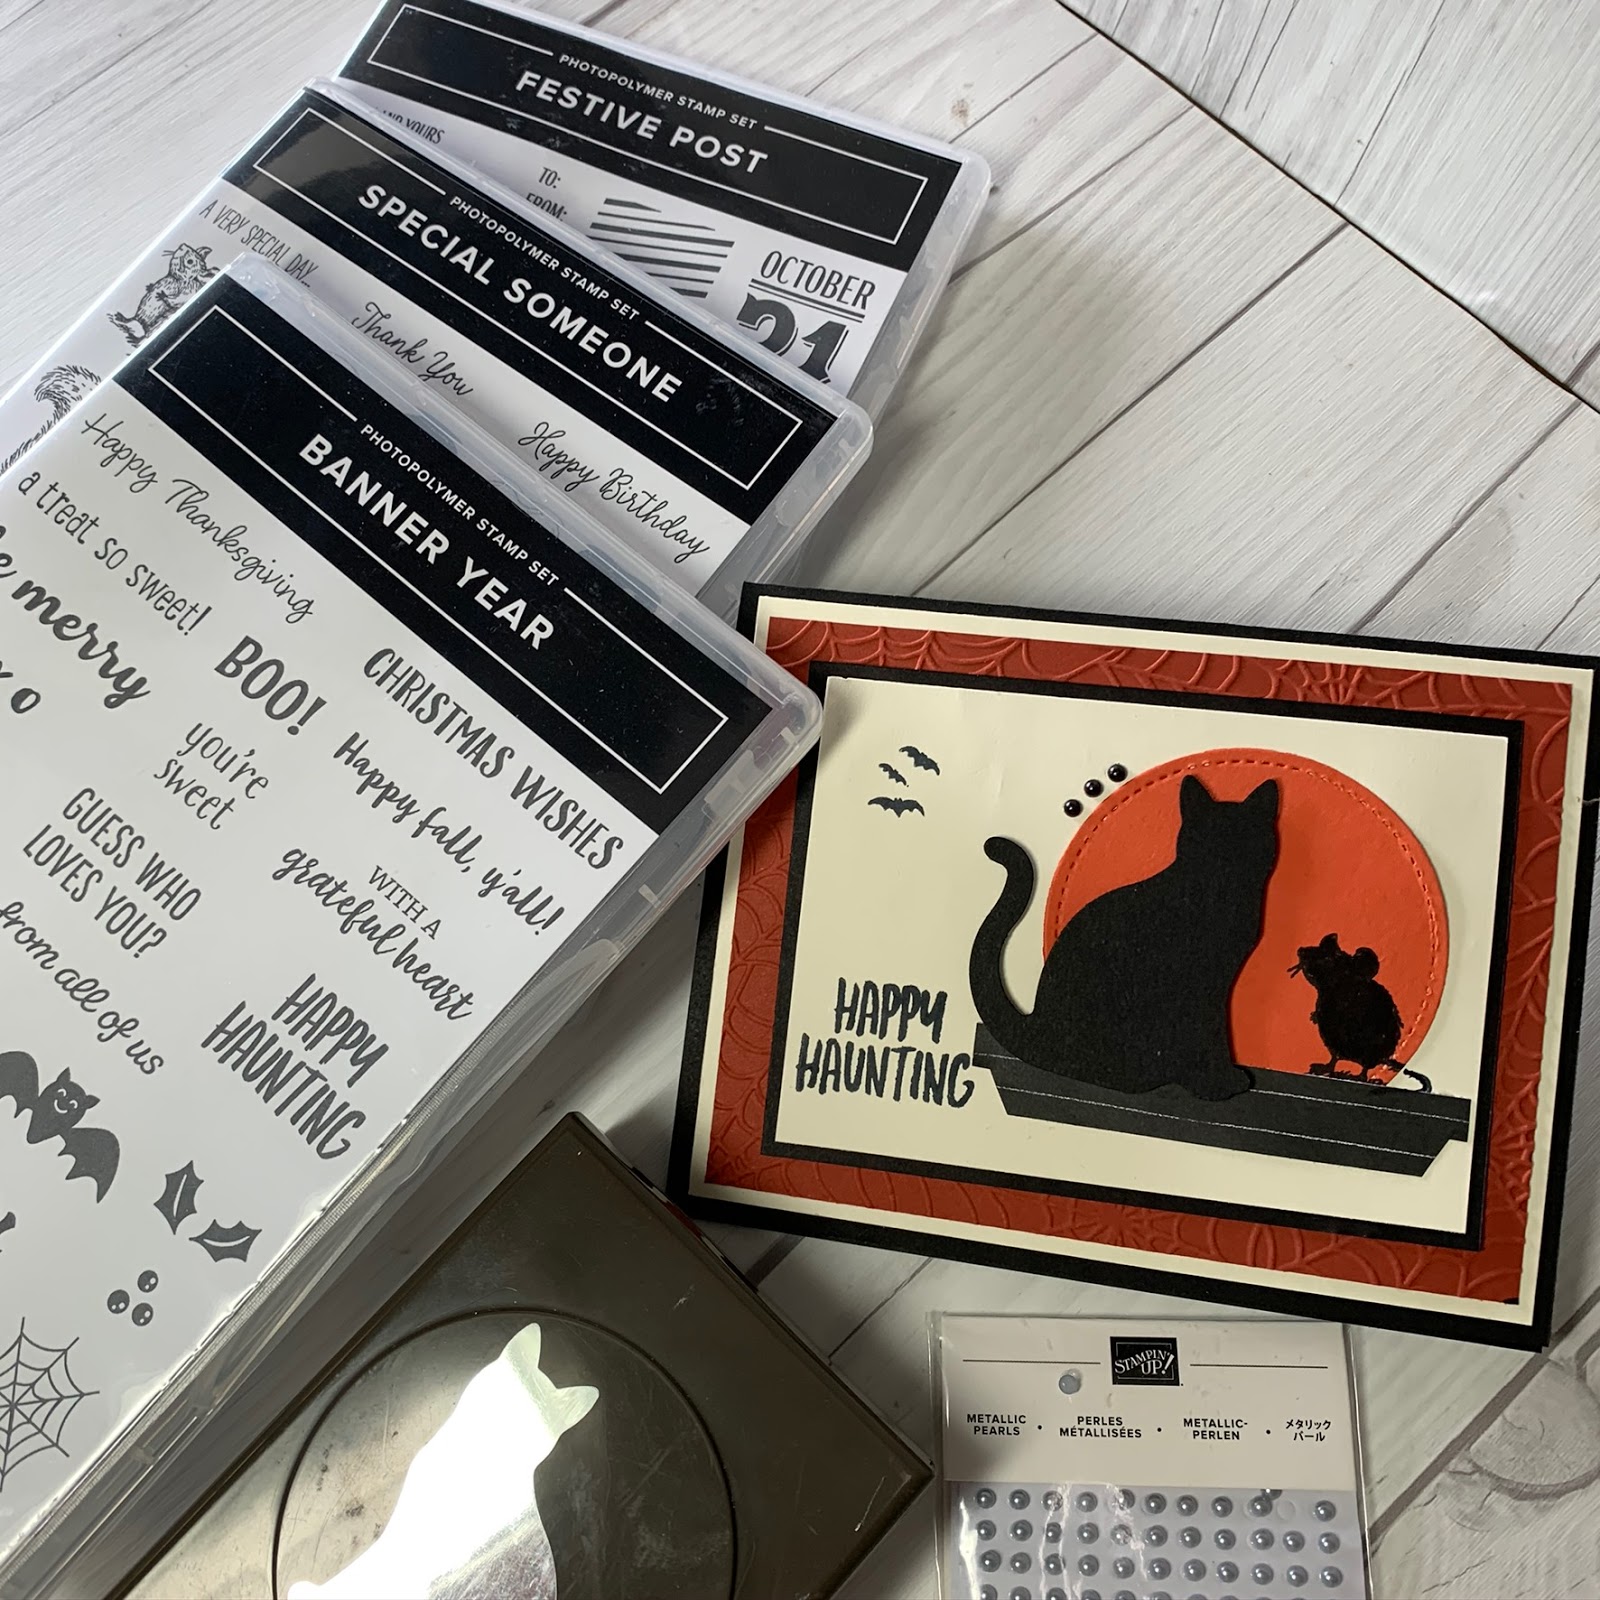 PHOTOPOLYMER STAMP SET
FESTIVE POST
AND YOURS
TO:
FROM:
OCTOBER
21
PHOTOPOLYMER STAMP SET
SPECIAL SOMEONE
A VERY SPECIAL DAY...
Thank You
Happy Birthday
PHOTOPOLYMER STAMP SET
BANNER YEAR
Happy Thanksgiving
a treat so sweet!
merry
BOO!
CHRISTMAS WISHES
x o
you're
sweet
Happy fall, y'all!
GUESS WHO
LOVES YOU?
WITH A
grateful heart
from all of us
HAPPY
HAUNTING
HAPPY
HAUNTING
STAMPIN' UP!
METALLIC PEARLS • PERLES MÉTALLISÉES • METALLIC-PERLEN • メタリックパール